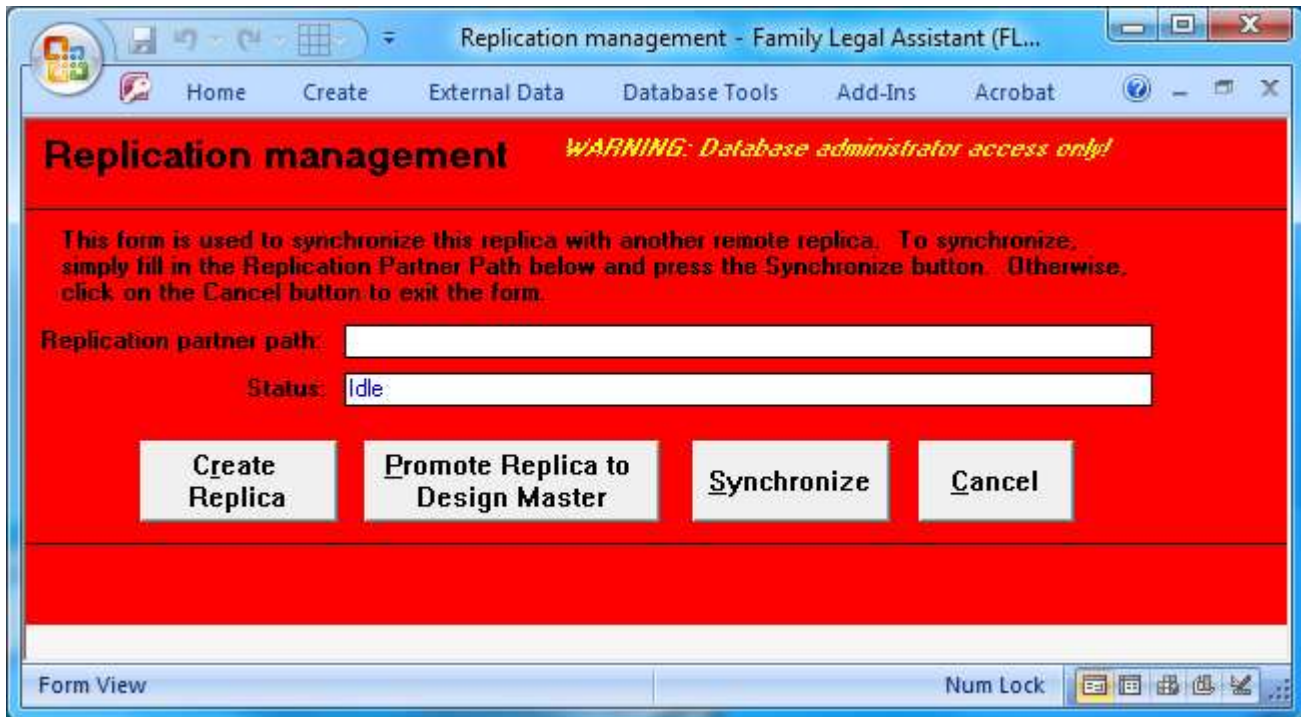 Replication management - Family Legal Assistant (FL...
Home Create External Data Database Tools Add-Ins Acrobat
Replication management WARNING: Database administrator access only!
This form is used to synchronize this replica with another remote replica. To synchronize,
simply fill in the Replication Partner Path below and press the Synchronize button. Otherwise,
click on the Cancel button to exit the form.
Replication partner path:
Status: Idle
Create
Replica
Promote Replica to
Design Master
Synchronize
Cancel
Form View Num Lock